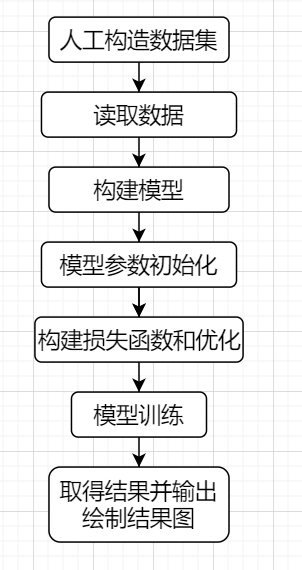 人工构造数据集
读取数据
构建模型
模型参数初始化
构建损失函数和优化
模型训练
取得结果并输出
绘制结果图